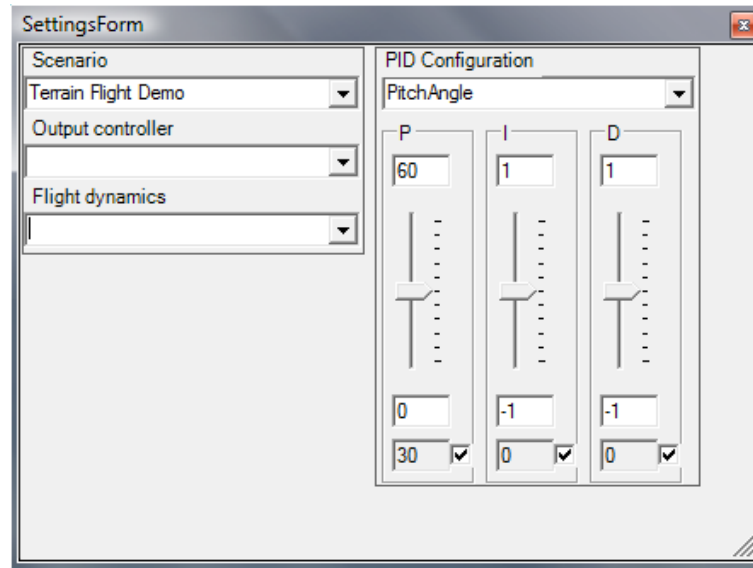 SettingsForm
Scenario
Terrain Flight Demo
Output controller
Flight dynamics
PID Configuration
PitchAngle
P I D
60 1 1
0 -1 -1
30 0 0